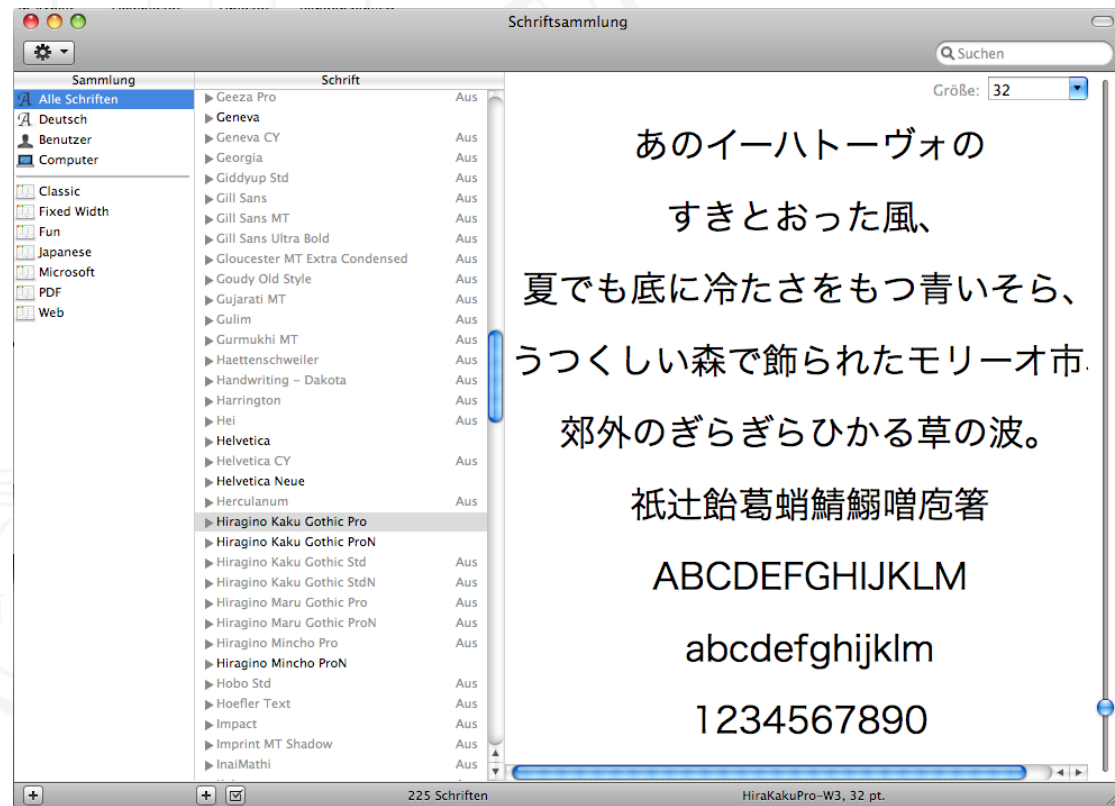 Schriftsammlung
Suchen
Sammlung
Schrift
Alle Schriften
Deutsch
Benutzer
Computer
Classic
Fixed Width
Fun
Japanese
Microsoft
PDF
Web
Geeza Pro Aus
Geneva
Geneva CY Aus
Georgia Aus
Giddyup Std Aus
Gill Sans Aus
Gill Sans MT Aus
Gill Sans Ultra Bold Aus
Gloucester MT Extra Condensed Aus
Goudy Old Style Aus
Gujarati MT Aus
Gulim Aus
Gurmukhi MT Aus
Haettenschweiler Aus
Handwriting – Dakota Aus
Harrington Aus
Hei Aus
Helvetica
Helvetica CY Aus
Helvetica Neue
Herculanum Aus
Hiragino Kaku Gothic Pro
Hiragino Kaku Gothic ProN
Hiragino Kaku Gothic Std Aus
Hiragino Kaku Gothic StdN Aus
Hiragino Maru Gothic Pro Aus
Hiragino Maru Gothic ProN Aus
Hiragino Mincho Pro Aus
Hiragino Mincho ProN
Hobo Std Aus
Hoefler Text Aus
Impact Aus
Imprint MT Shadow Aus
InaiMathi Aus
Größe: 32
あのイーハトーヴォの
すきとおった風、
夏でも底に冷たさをもつ青いそら、
うつくしい森で飾られたモリーオ市、
郊外のぎらぎらひかる草の波。
祇辻飴葛蛸鯖鰯噌庖箸
ABCDEFGHIJKLM
abcdefghijklm
1234567890
225 Schriften
HiraKakuPro-W3, 32 pt.